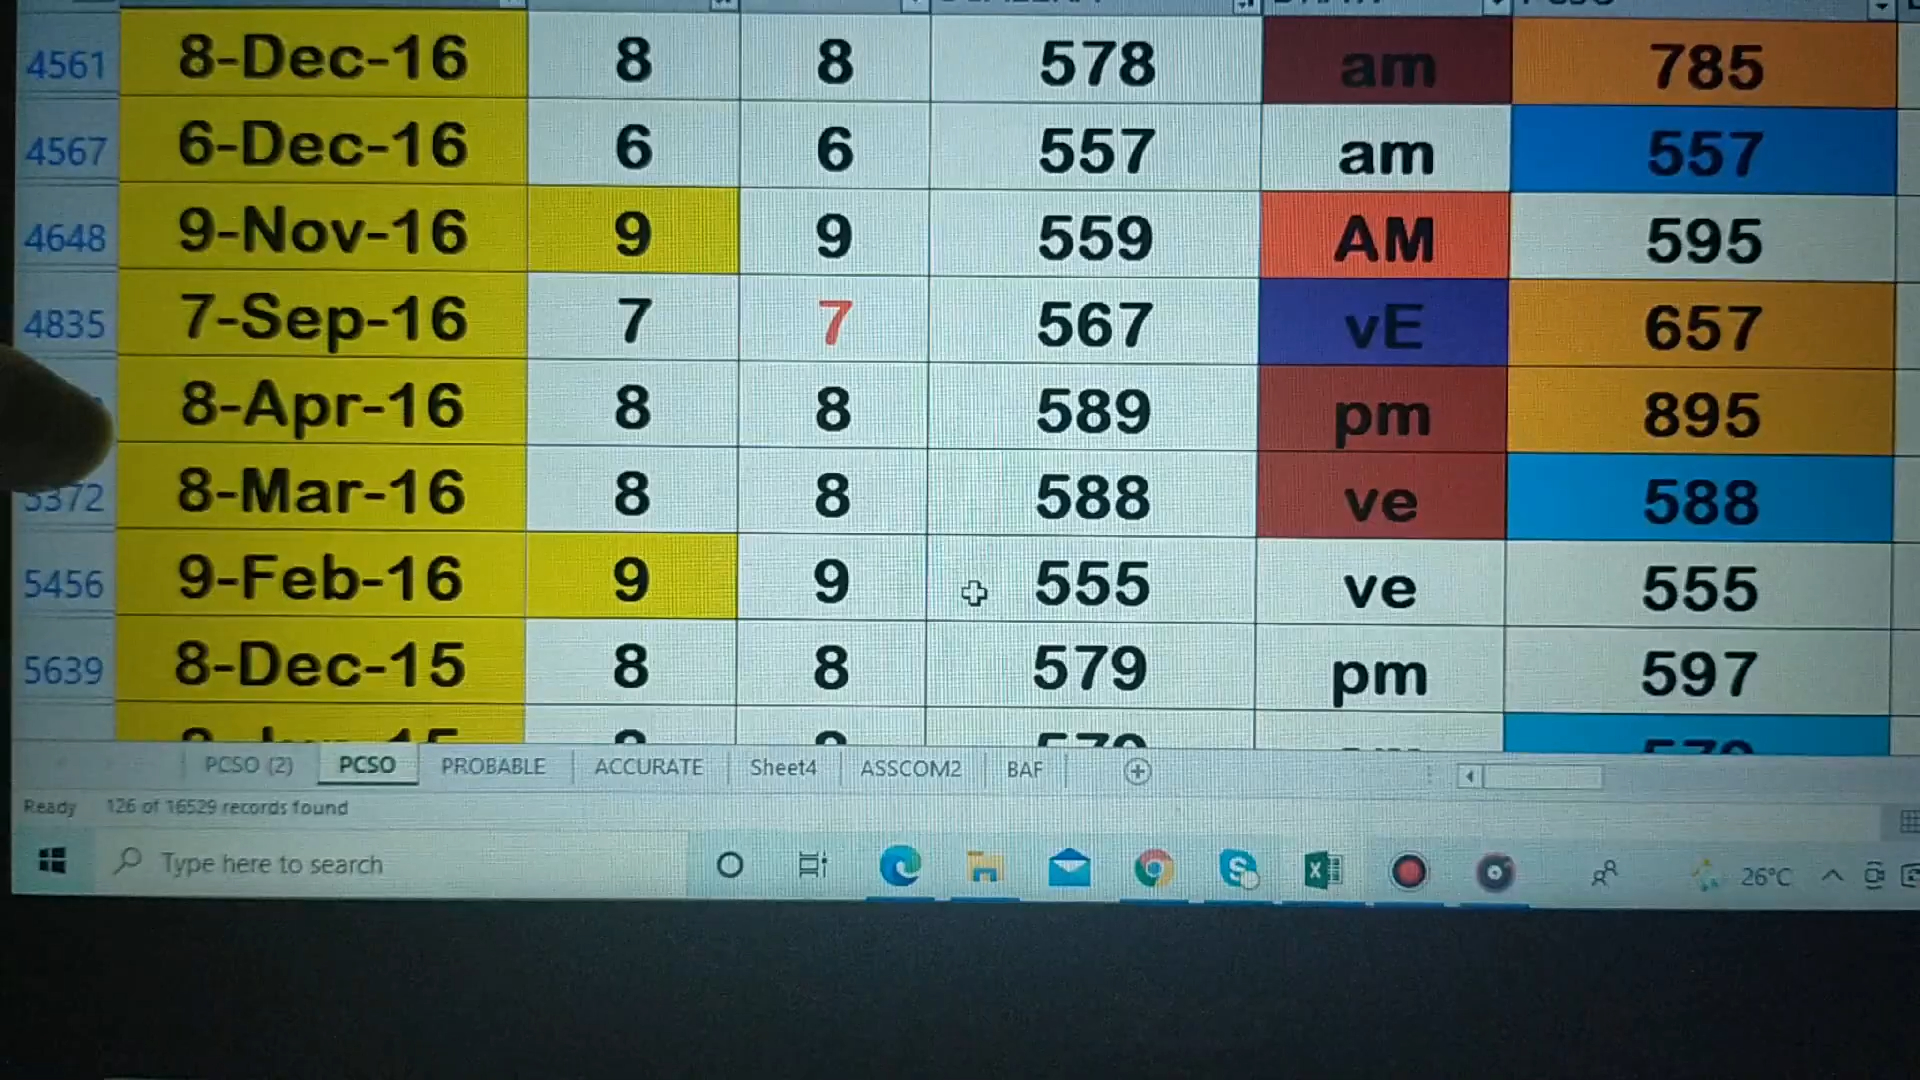 4561 8-Dec-16 8 8 578 am 785
4567 6-Dec-16 6 6 557 am 557
4648 9-Nov-16 9 9 559 AM 595
4835 7-Sep-16 7 7 567 vE 657
8-Apr-16 8 8 589 pm 895
5372 8-Mar-16 8 8 588 ve 588
5456 9-Feb-16 9 9 555 ve 555
5639 8-Dec-15 8 8 579 pm 597
PCSO (2) PCSO PROBABLE ACCURATE Sheet4 ASSCOM2 BAF
Ready 126 of 16529 records found
Type here to search 26°C